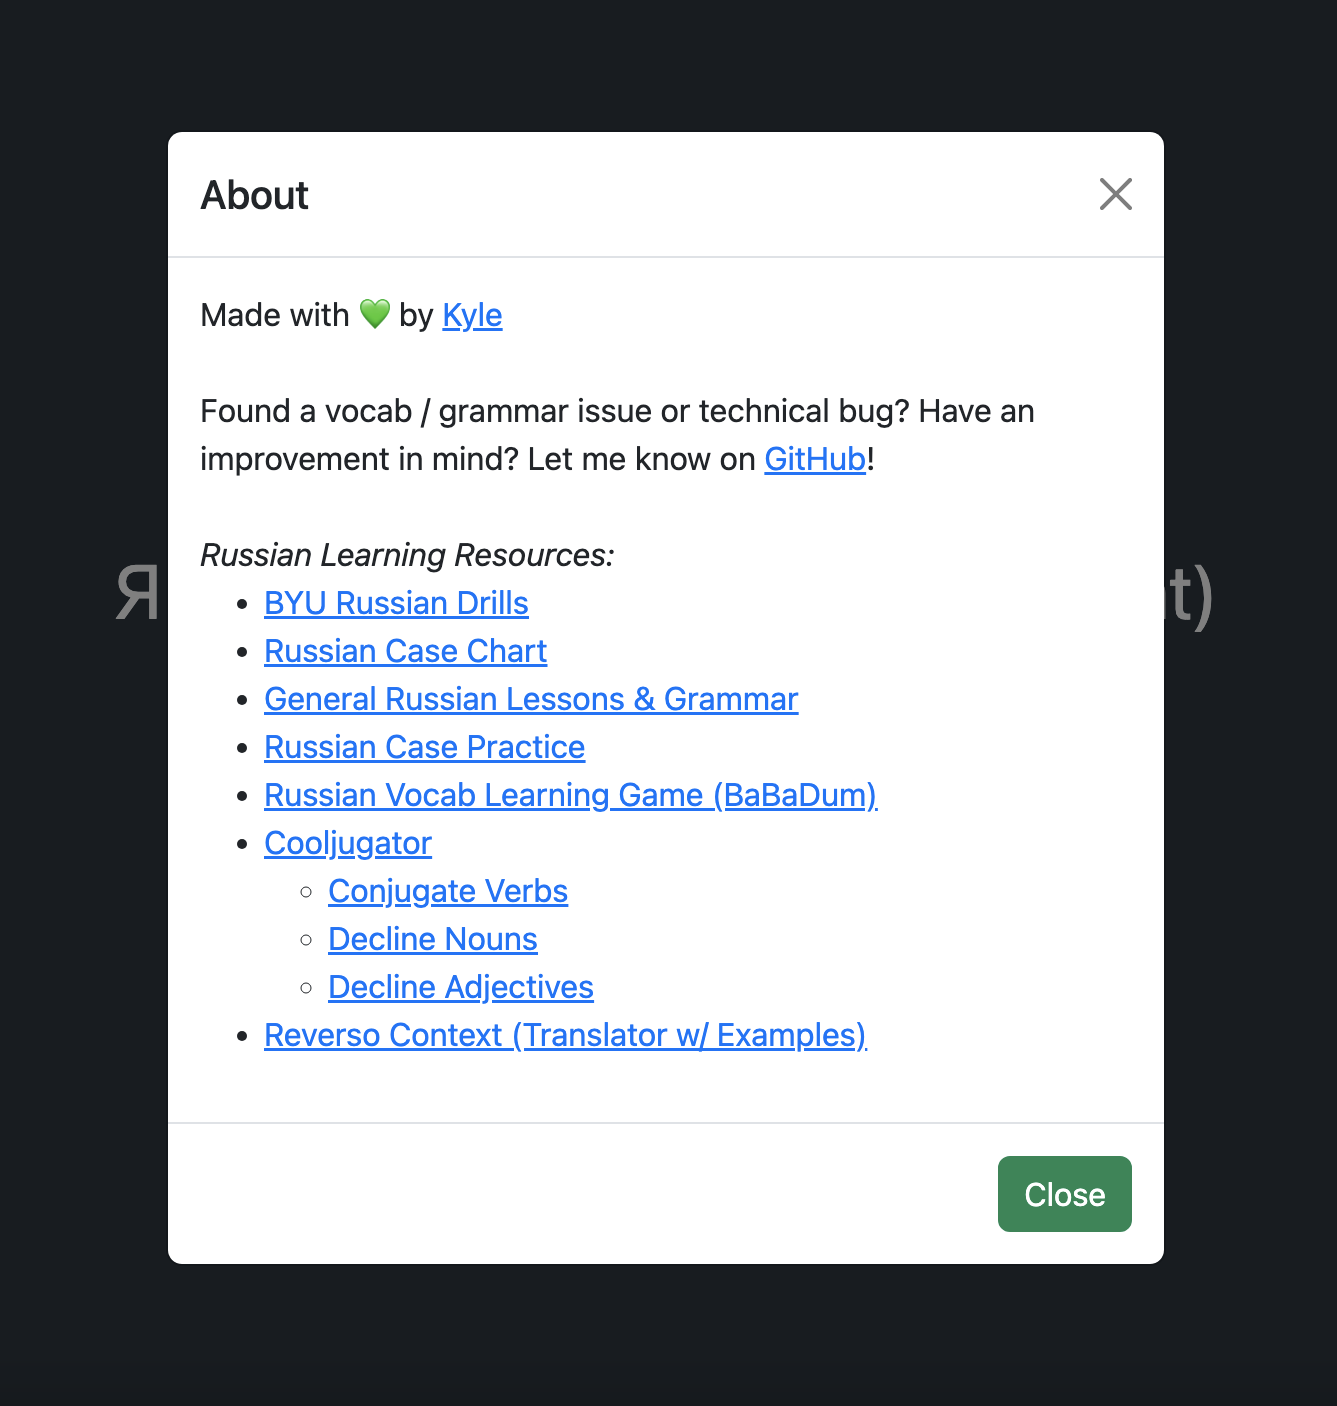 About
Made with 💚 by Kyle
Found a vocab / grammar issue or technical bug? Have an
improvement in mind? Let me know on GitHub!
Russian Learning Resources:
Я
t)
BYU Russian Drills
Russian Case Chart
General Russian Lessons & Grammar
Russian Case Practice
Russian Vocab Learning Game (BaBaDum)
Cooljugator
Conjugate Verbs
Decline Nouns
Decline Adjectives
Reverso Context (Translator w/ Examples)
Close